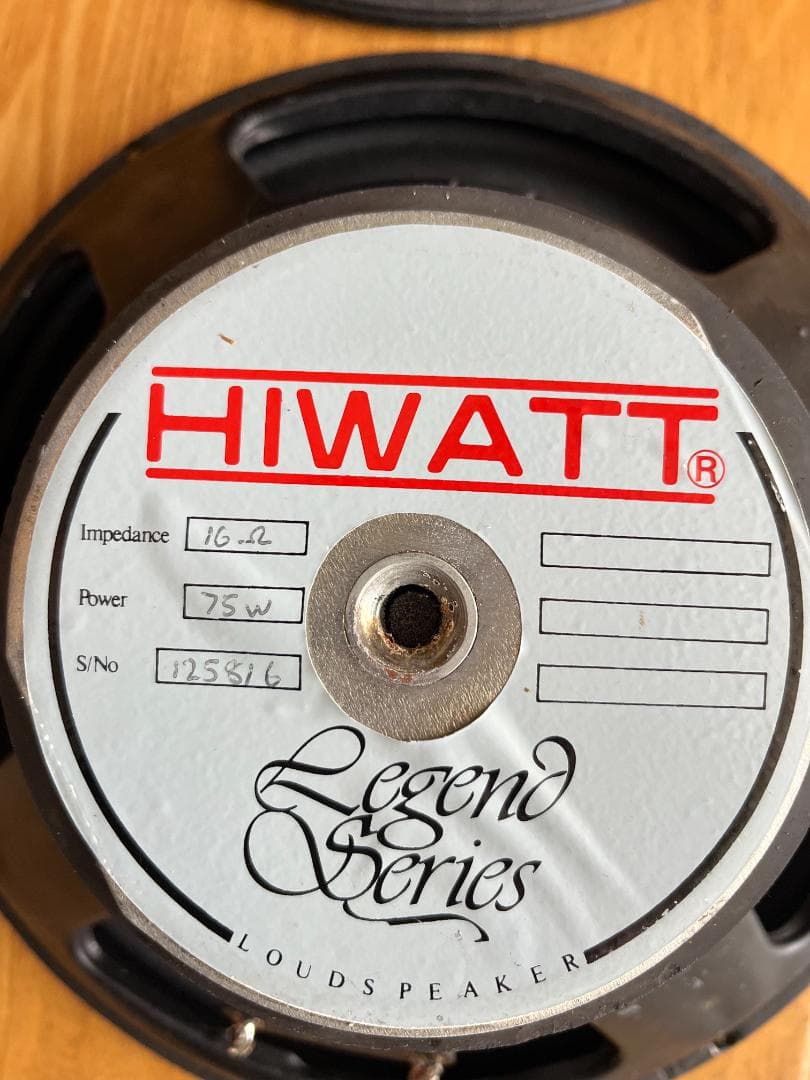 HIWATT®
Impedance 16Ω
Power 75W
S/No 125816
Legend
Series
LOUDSPEAKER